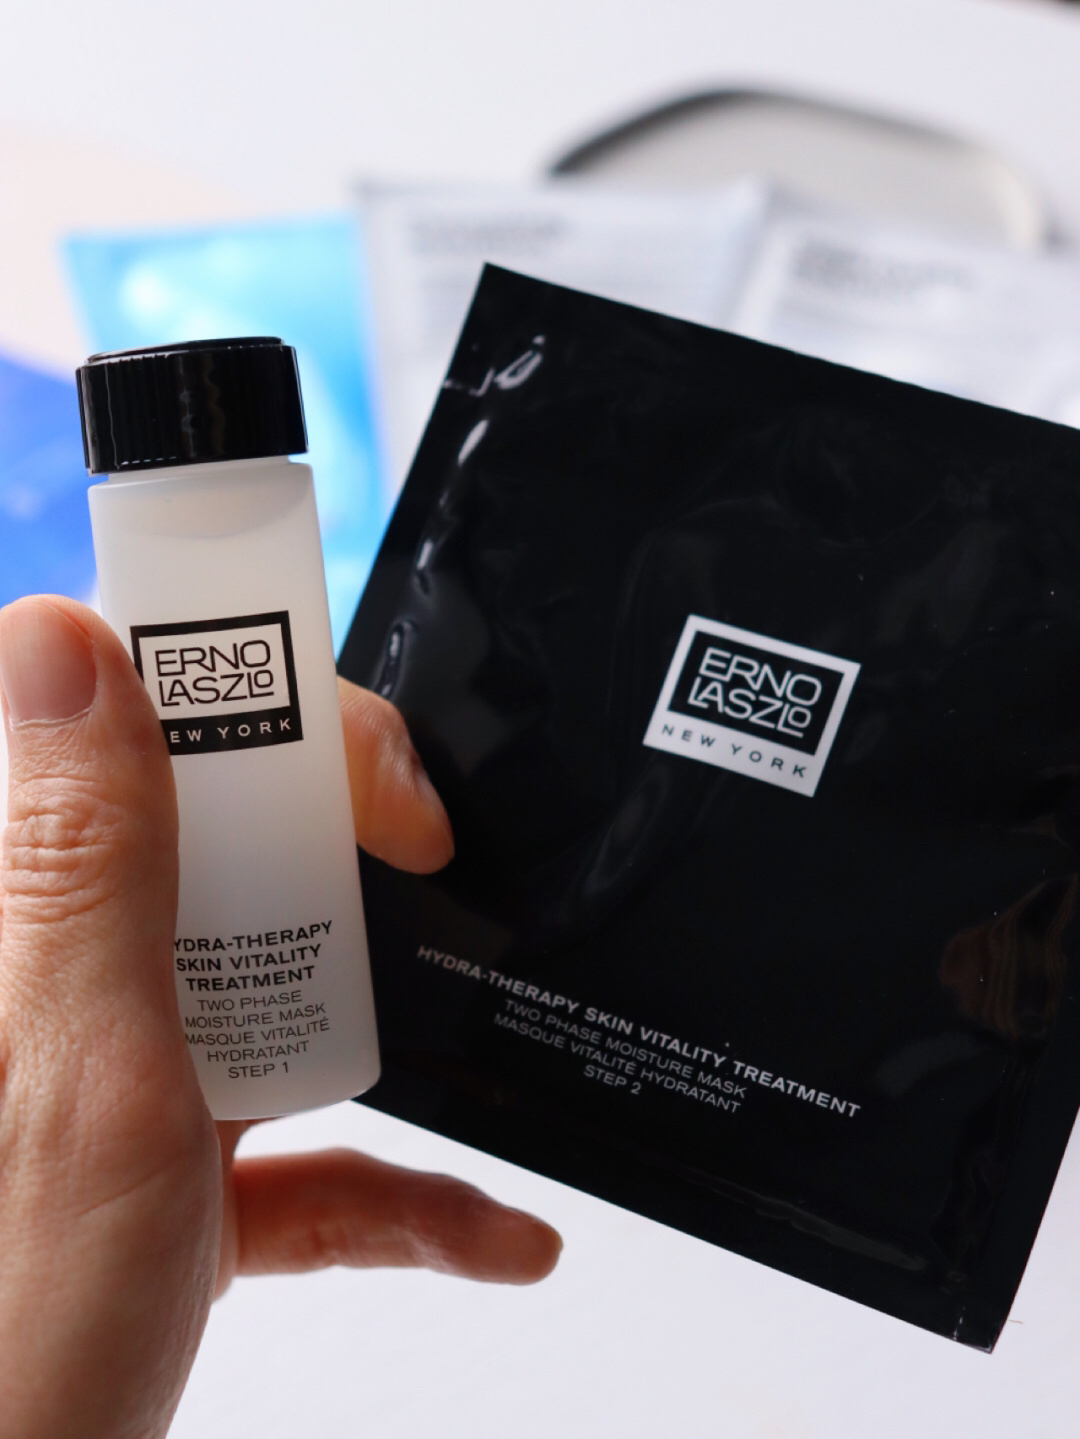 ERNO
LASZLO
EW YORK
YDRA-THERAPY
SKIN VITALITY
TREATMENT
TWO PHASE
MOISTURE MASK
MASQUE VITALITÉ
HYDRATANT
STEP 1
ERNO
LASZLO
NEW YORK
HYDRA-THERAPY SKIN VITALITY TREATMENT
TWO PHASE MOISTURE MASK
MASQUE VITALITÉ HYDRATANT
STEP 2